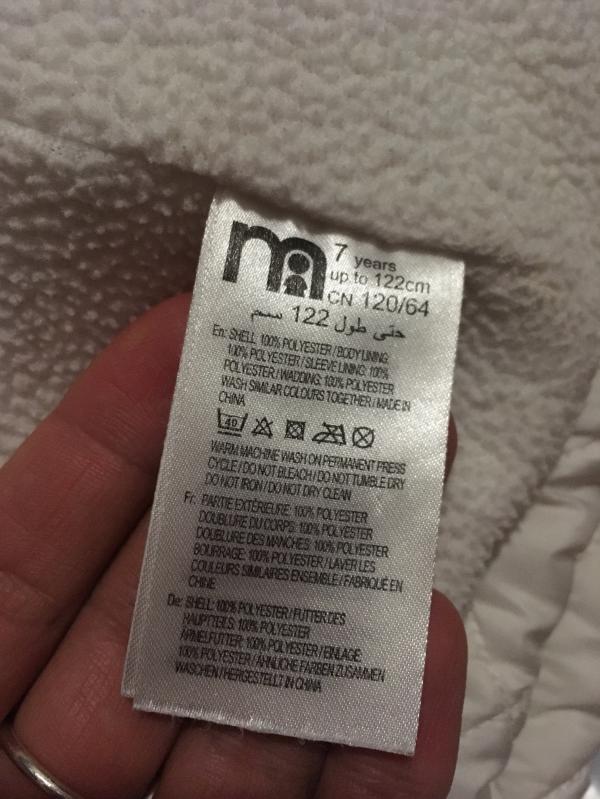 m
7 years
up to 122cm
CN 120/64
حتى طول 122 سم
En: SHELL: 100% POLYESTER / BODY LINING:
100% POLYESTER / SLEEVE LINING: 100%
POLYESTER / WADDING: 100% POLYESTER
WASH SIMILAR COLOURS TOGETHER / MADE IN
CHINA
40
WARM MACHINE WASH ON PERMANENT PRESS
CYCLE / DO NOT BLEACH / DO NOT TUMBLE DRY
DO NOT IRON / DO NOT DRY CLEAN
Fr: PARTIE EXTÉRIEURE: 100% POLYESTER
DOUBLURE DU CORPS: 100% POLYESTER
DOUBLURE DES MANCHES: 100% POLYESTER
BOURRAGE: 100% POLYESTER / LAVER LES
COULEURS SIMILAIRES ENSEMBLE / FABRIQUÉ EN
CHINE
De: SHELL: 100% POLYESTER / FUTTER DES
HAUPTTEILS: 100% POLYESTER
ÄRMELFUTTER: 100% POLYESTER / EINLAGE:
100% POLYESTER / ÄHNLICHE FARBEN ZUSAMMEN
WASCHEN / HERGESTELLT IN CHINA